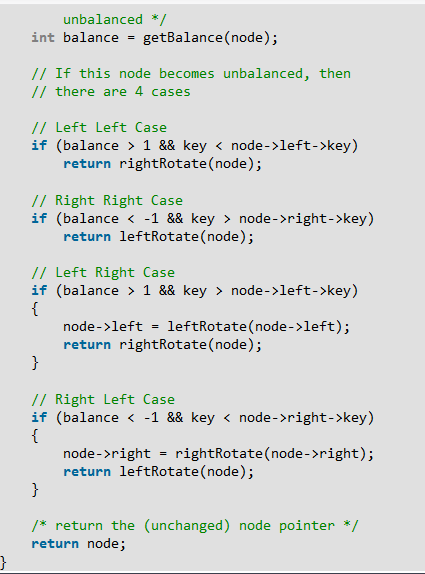 unbalanced */
int balance = getBalance(node);
// If this node becomes unbalanced, then
// there are 4 cases
// Left Left Case
if (balance > 1 && key < node->left->key)
return rightRotate(node);
// Right Right Case
if (balance < -1 && key > node->right->key)
return leftRotate(node);
// Left Right Case
if (balance > 1 && key > node->left->key)
{
node->left = leftRotate(node->left);
return rightRotate(node);
}
// Right Left Case
if (balance < -1 && key < node->right->key)
{
node->right = rightRotate(node->right);
return leftRotate(node);
}
/* return the (unchanged) node pointer */
return node;
}